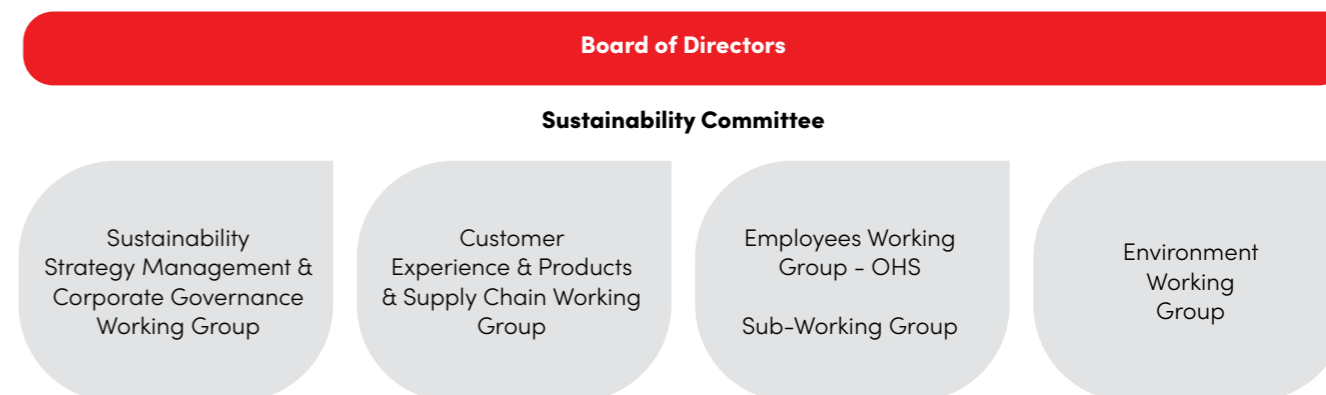 Board of Directors
Sustainability Committee
Sustainability
Strategy Management &
Corporate Governance
Working Group
Customer
Experience & Products
& Supply Chain Working
Group
Employees Working
Group - OHS
Sub-Working Group
Environment
Working
Group